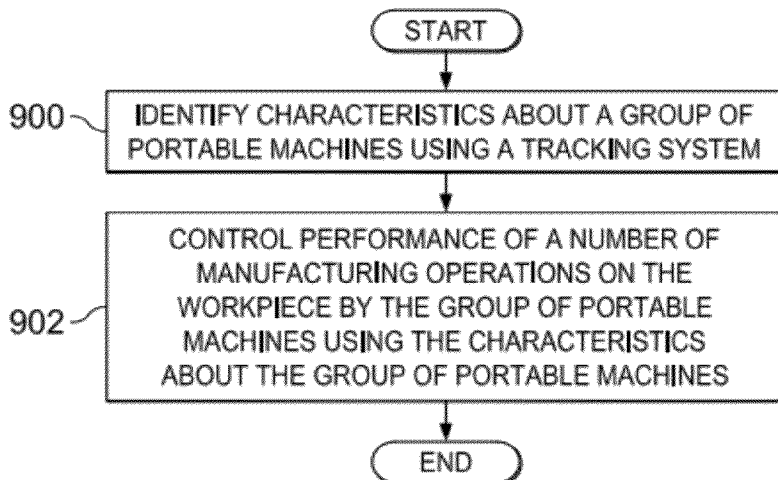 START
900
IDENTIFY CHARACTERISTICS ABOUT A GROUP OF
PORTABLE MACHINES USING A TRACKING SYSTEM
CONTROL PERFORMANCE OF A NUMBER OF
MANUFACTURING OPERATIONS ON THE
902
WORKPIECE BY THE GROUP OF PORTABLE
MACHINES USING THE CHARACTERISTICS
ABOUT THE GROUP OF PORTABLE MACHINES
END